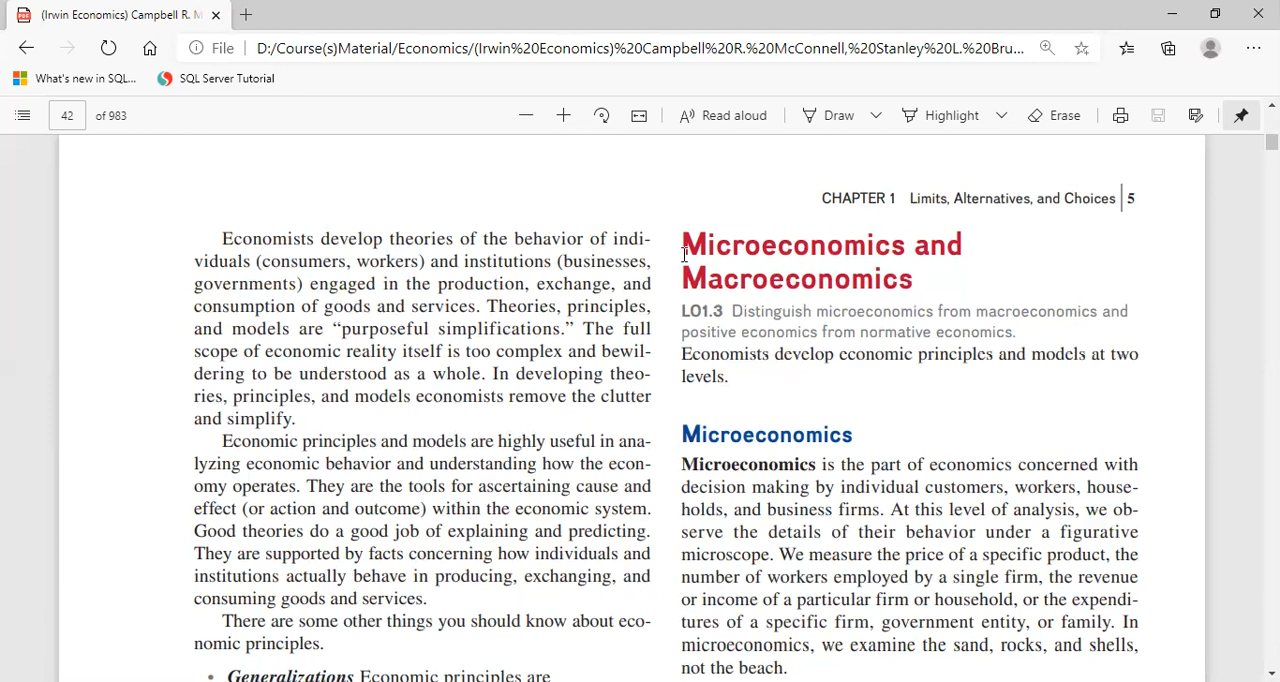 (Irwin Economics) Campbell R. M
File
D:/Course(s)Material/Economics/(Irwin%20Economics)%20Campbell%20R.%20McConnell,%20Stanley%20L.%20Bru...
What's new in SQL...
SQL Server Tutorial
42
of 983
Read aloud
Draw
Highlight
Erase
CHAPTER 1 Limits, Alternatives, and Choices 5
Economists develop theories of the behavior of indi-
viduals (consumers, workers) and institutions (businesses,
governments) engaged in the production, exchange, and
consumption of goods and services. Theories, principles,
and models are “purposeful simplifications.” The full
scope of economic reality itself is too complex and bewil-
dering to be understood as a whole. In developing theo-
ries, principles, and models economists remove the clutter
and simplify.
Economic principles and models are highly useful in ana-
lyzing economic behavior and understanding how the econ-
omy operates. They are the tools for ascertaining cause and
effect (or action and outcome) within the economic system.
Good theories do a good job of explaining and predicting.
They are supported by facts concerning how individuals and
institutions actually behave in producing, exchanging, and
consuming goods and services.
There are some other things you should know about eco-
nomic principles.
• Generalizations Economic principles are
Microeconomics and
Macroeconomics
LO1.3 Distinguish microeconomics from macroeconomics and
positive economics from normative economics.
Economists develop economic principles and models at two
levels.
Microeconomics
Microeconomics is the part of economics concerned with
decision making by individual customers, workers, house-
holds, and business firms. At this level of analysis, we ob-
serve the details of their behavior under a figurative
microscope. We measure the price of a specific product, the
number of workers employed by a single firm, the revenue
or income of a particular firm or household, or the expendi-
tures of a specific firm, government entity, or family. In
microeconomics, we examine the sand, rocks, and shells,
not the beach.